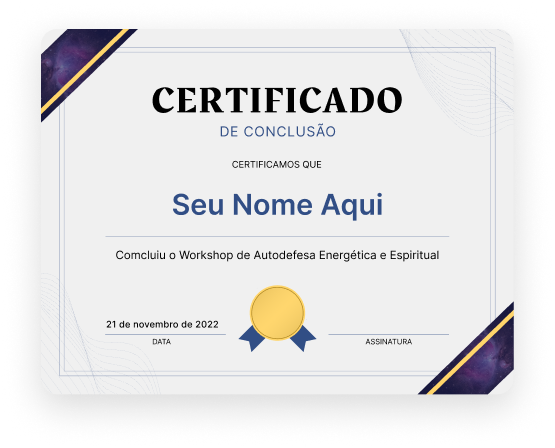 CERTIFICADO
DE CONCLUSÃO
CERTIFICAMOS QUE
Seu Nome Aqui
Comcluiu o Workshop de Autodefesa Energética e Espiritual
21 de novembro de 2022
DATA
ASSINATURA